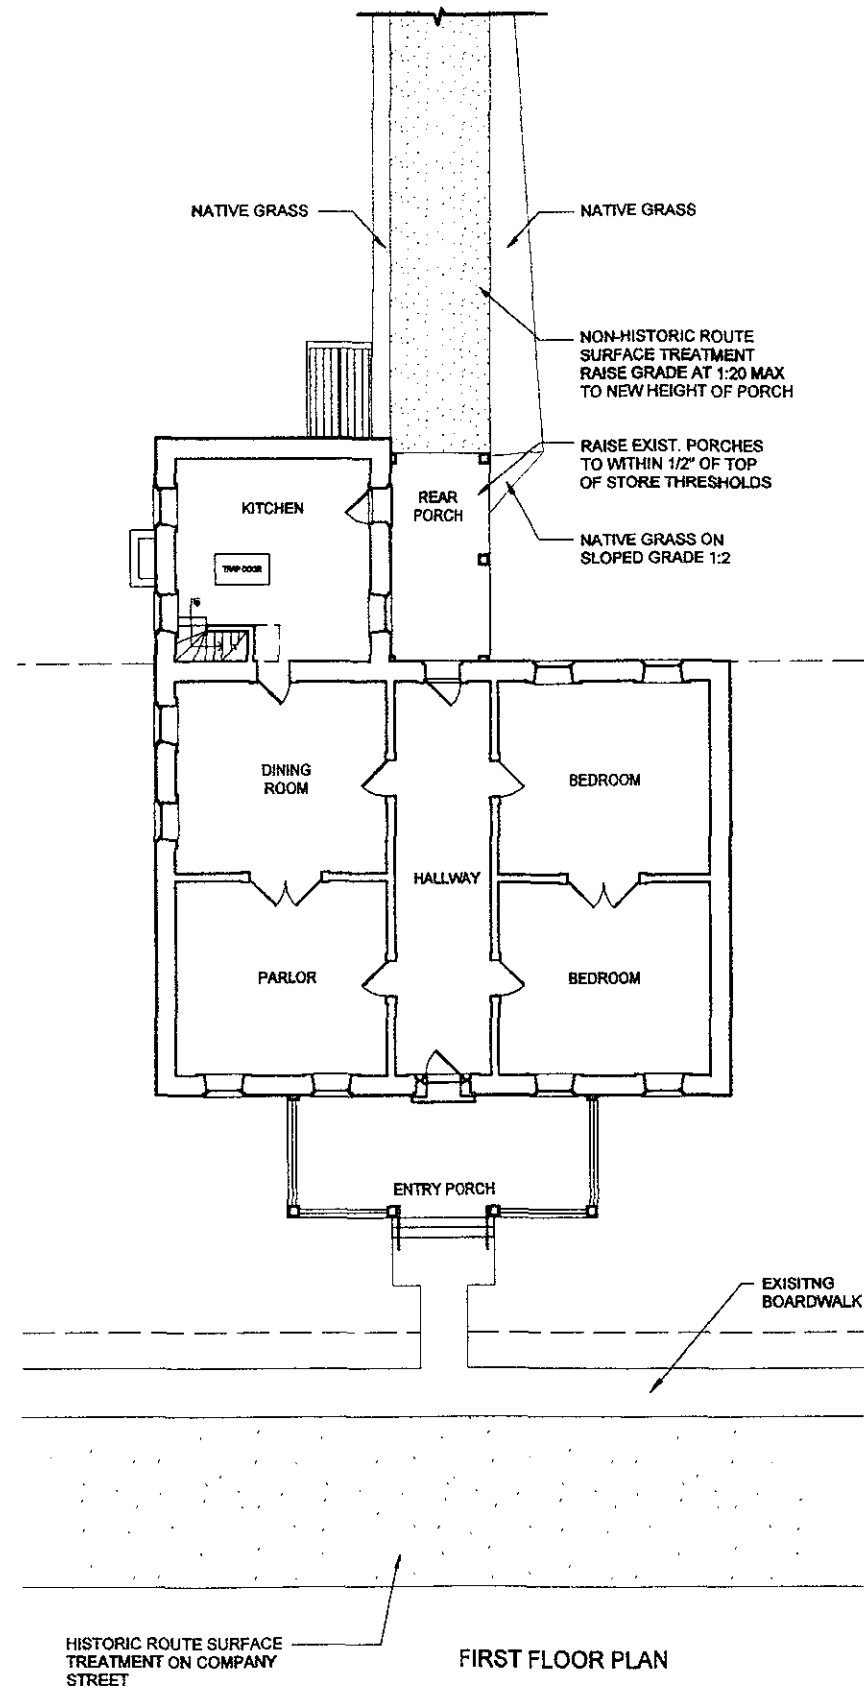 NATIVE GRASS
NATIVE GRASS
NON-HISTORIC ROUTE
SURFACE TREATMENT
RAISE GRADE AT 1:20 MAX
TO NEW HEIGHT OF PORCH
RAISE EXIST. PORCHES
TO WITHIN 1/2" OF TOP
OF STORE THRESHOLDS
KITCHEN
REAR
PORCH
NATIVE GRASS ON
SLOPED GRADE 1:2
TRAP DOOR
DINING
ROOM
BEDROOM
HALLWAY
PARLOR
BEDROOM
ENTRY PORCH
EXISITNG
BOARDWALK
HISTORIC ROUTE SURFACE
TREATMENT ON COMPANY
STREET
FIRST FLOOR PLAN